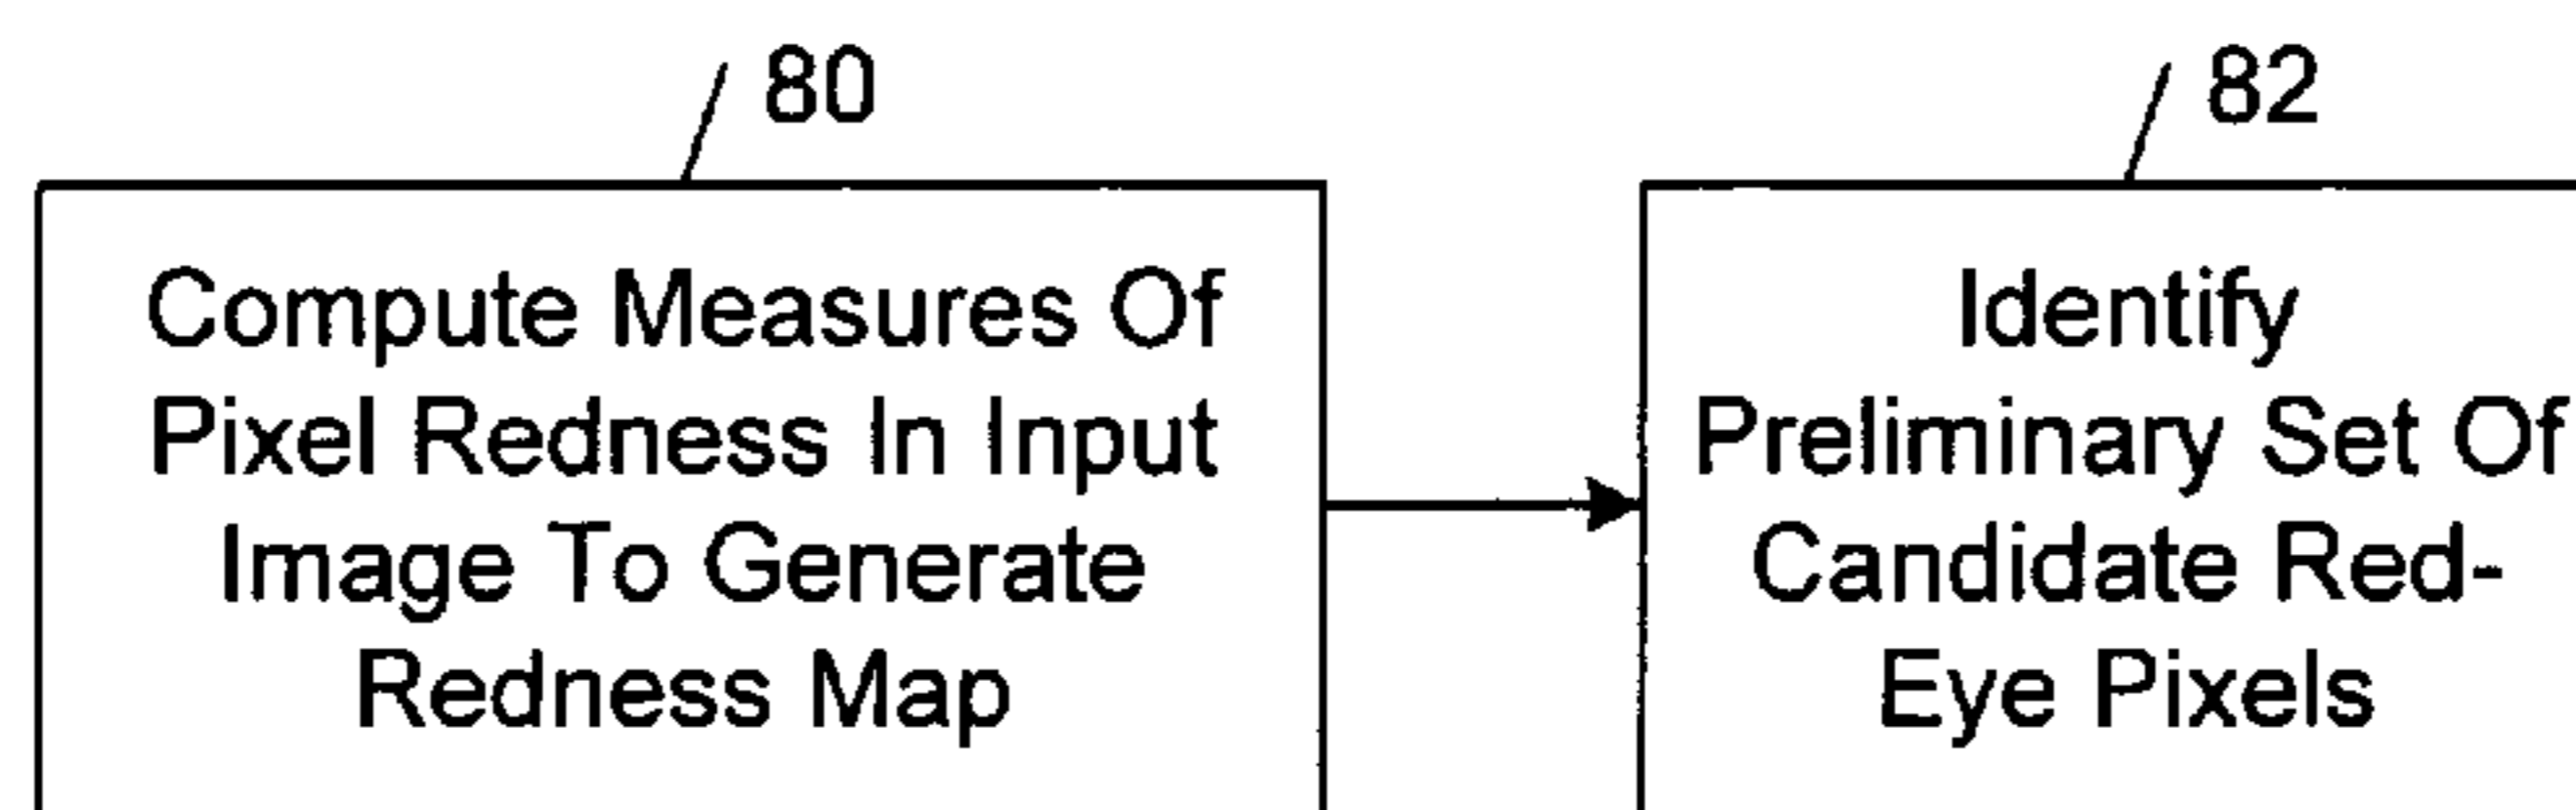 80
Compute Measures Of
Pixel Redness In Input
Image To Generate
Redness Map
82
Identify
Preliminary Set Of
Candidate Red-
Eye Pixels